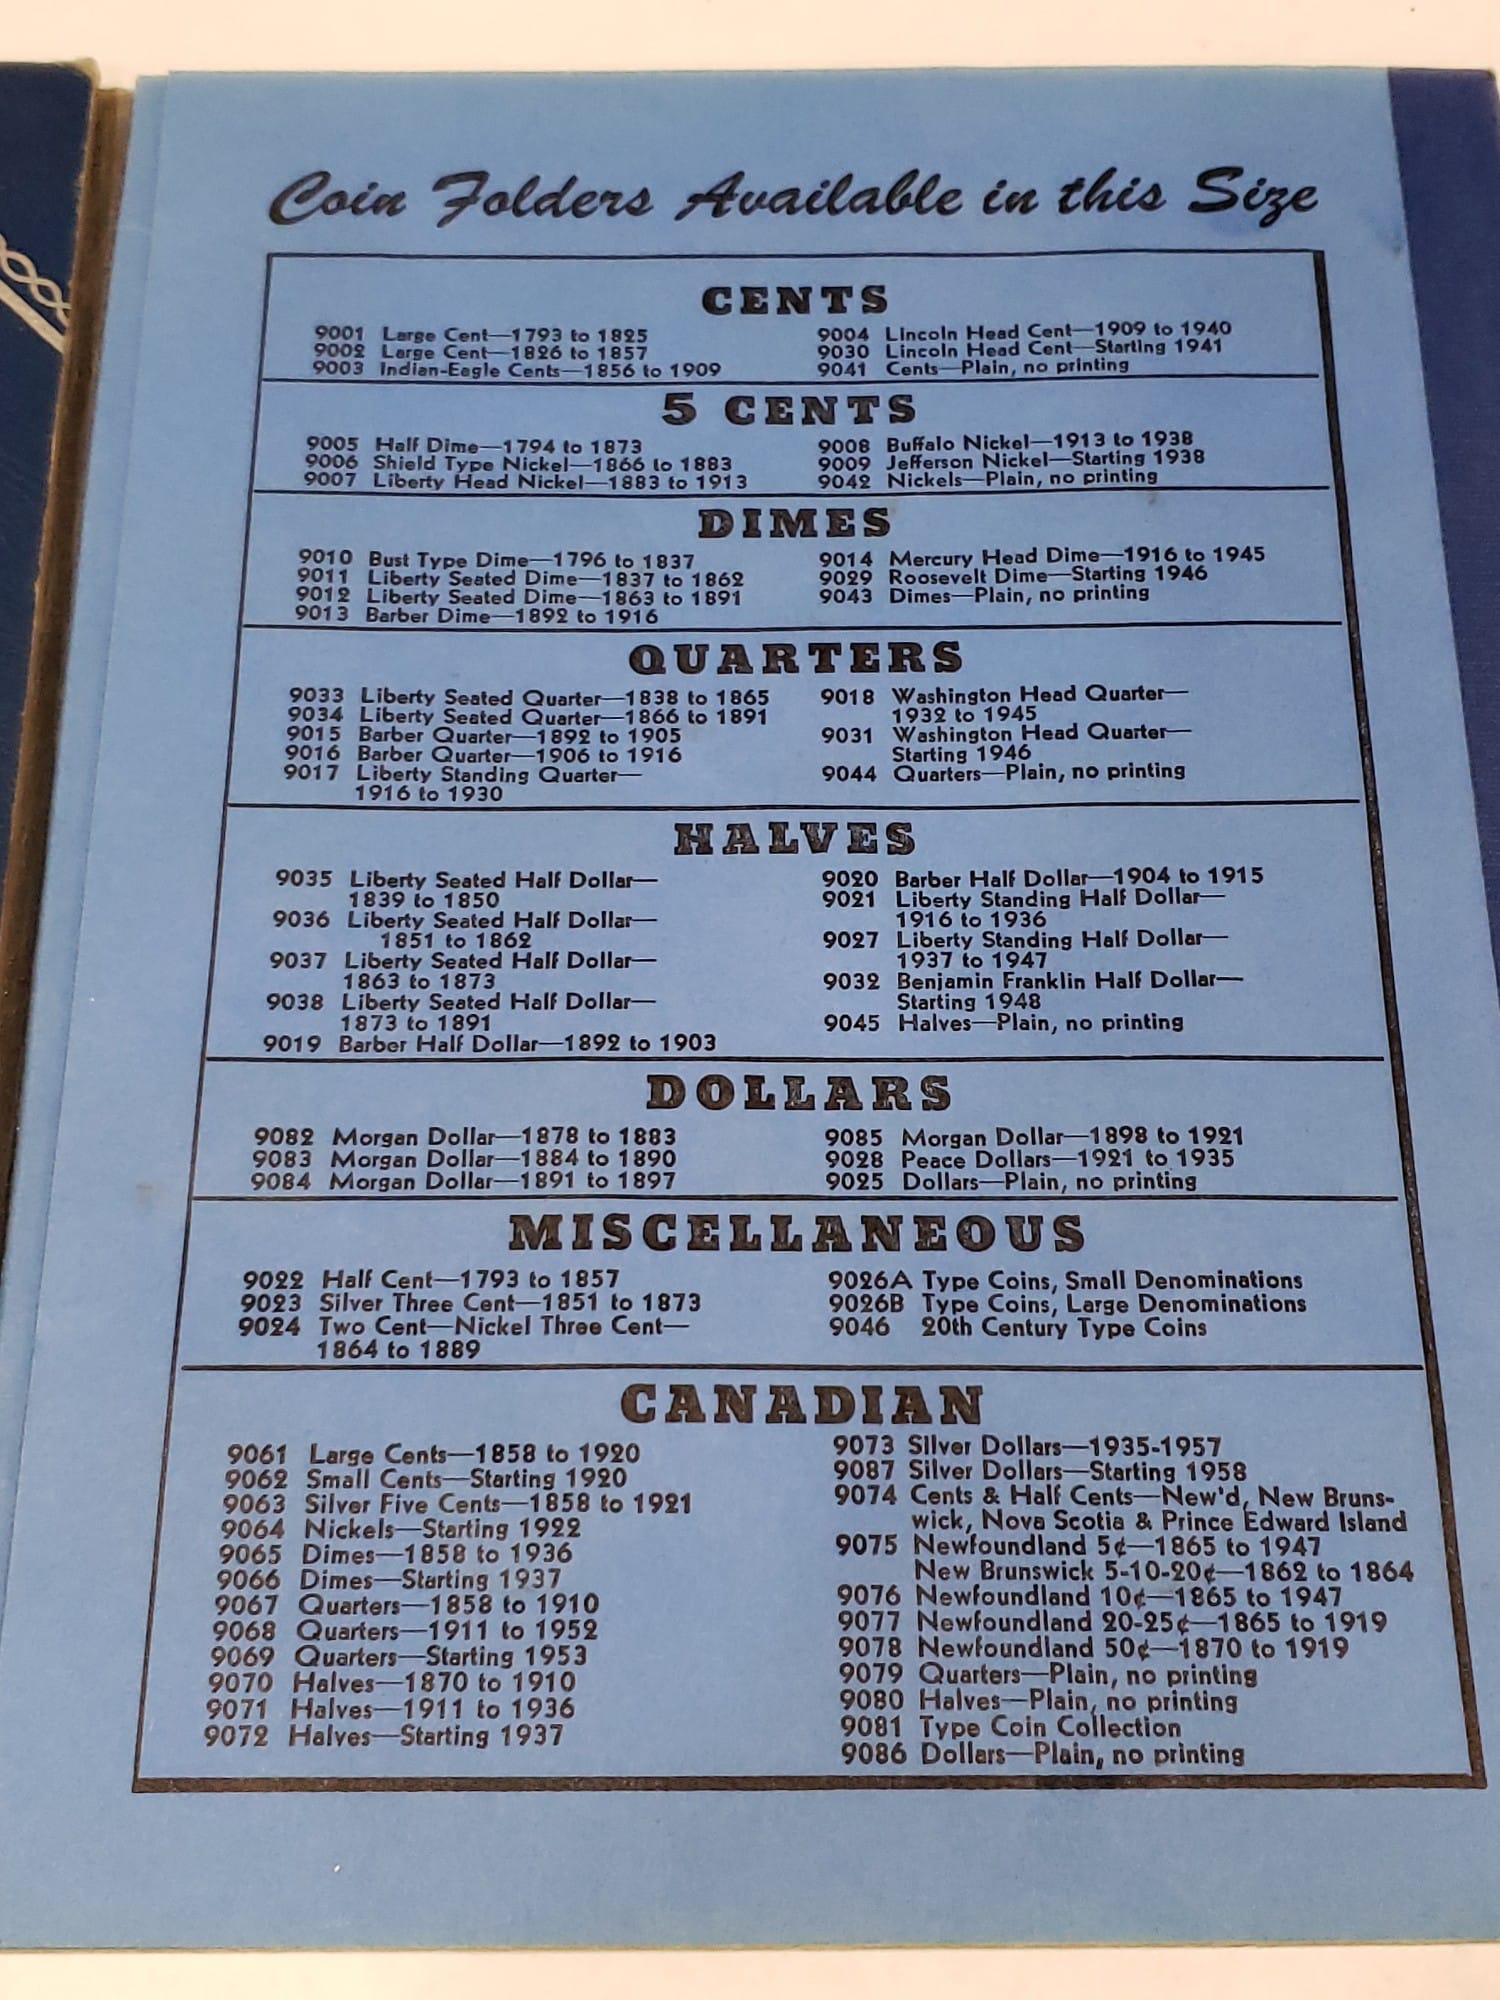 Coin Folders Available in this Size
CENTS
9001 Large Cent—1793 to 1825
9002 Large Cent—1826 to 1857
9003 Indian-Eagle Cents—1856 to 1909
9004 Lincoln Head Cent—1909 to 1940
9030 Lincoln Head Cent—Starting 1941
9041 Cents—Plain, no printing
5 CENTS
9005 Half Dime—1794 to 1873
9006 Shield Type Nickel—1866 to 1883
9007 Liberty Head Nickel—1883 to 1913
9008 Buffalo Nickel—1913 to 1938
9009 Jefferson Nickel—Starting 1938
9042 Nickels—Plain, no printing
DIMES
9010 Bust Type Dime—1796 to 1837
9011 Liberty Seated Dime—1837 to 1862
9012 Liberty Seated Dime—1863 to 1891
9013 Barber Dime—1892 to 1916
9014 Mercury Head Dime—1916 to 1945
9029 Roosevelt Dime—Starting 1946
9043 Dimes—Plain, no printing
QUARTERS
9033 Liberty Seated Quarter—1838 to 1865
9034 Liberty Seated Quarter—1866 to 1891
9015 Barber Quarter—1892 to 1905
9016 Barber Quarter—1906 to 1916
9017 Liberty Standing Quarter—
1916 to 1930
9018 Washington Head Quarter—
1932 to 1945
9031 Washington Head Quarter—
Starting 1946
9044 Quarters—Plain, no printing
HALVES
9035 Liberty Seated Half Dollar—
1839 to 1850
9036 Liberty Seated Half Dollar—
1851 to 1862
9037 Liberty Seated Half Dollar—
1863 to 1873
9038 Liberty Seated Half Dollar—
1873 to 1891
9019 Barber Half Dollar—1892 to 1903
9020 Barber Half Dollar—1904 to 1915
9021 Liberty Standing Half Dollar—
1916 to 1936
9027 Liberty Standing Half Dollar—
1937 to 1947
9032 Benjamin Franklin Half Dollar—
Starting 1948
9045 Halves—Plain, no printing
DOLLARS
9082 Morgan Dollar—1878 to 1883
9083 Morgan Dollar—1884 to 1890
9084 Morgan Dollar—1891 to 1897
9085 Morgan Dollar—1898 to 1921
9028 Peace Dollars—1921 to 1935
9025 Dollars—Plain, no printing
MISCELLANEOUS
9022 Half Cent—1793 to 1857
9023 Silver Three Cent—1851 to 1873
9024 Two Cent—Nickel Three Cent—
1864 to 1889
9026A Type Coins, Small Denominations
9026B Type Coins, Large Denominations
9046 20th Century Type Coins
CANADIAN
9061 Large Cents—1858 to 1920
9062 Small Cents—Starting 1920
9063 Silver Five Cents—1858 to 1921
9064 Nickels—Starting 1922
9065 Dimes—1858 to 1936
9066 Dimes—Starting 1937
9067 Quarters—1858 to 1910
9068 Quarters—1911 to 1952
9069 Quarters—Starting 1953
9070 Halves—1870 to 1910
9071 Halves—1911 to 1936
9072 Halves—Starting 1937
9073 Silver Dollars—1935-1957
9087 Silver Dollars—Starting 1958
9074 Cents & Half Cents—New'd, New Bruns-
wick, Nova Scotia & Prince Edward Island
9075 Newfoundland 5¢—1865 to 1947
New Brunswick 5-10-20¢—1862 to 1864
9076 Newfoundland 10¢—1865 to 1947
9077 Newfoundland 20-25¢—1865 to 1919
9078 Newfoundland 50¢—1870 to 1919
9079 Quarters—Plain, no printing
9080 Halves—Plain, no printing
9081 Type Coin Collection
9086 Dollars—Plain, no printing